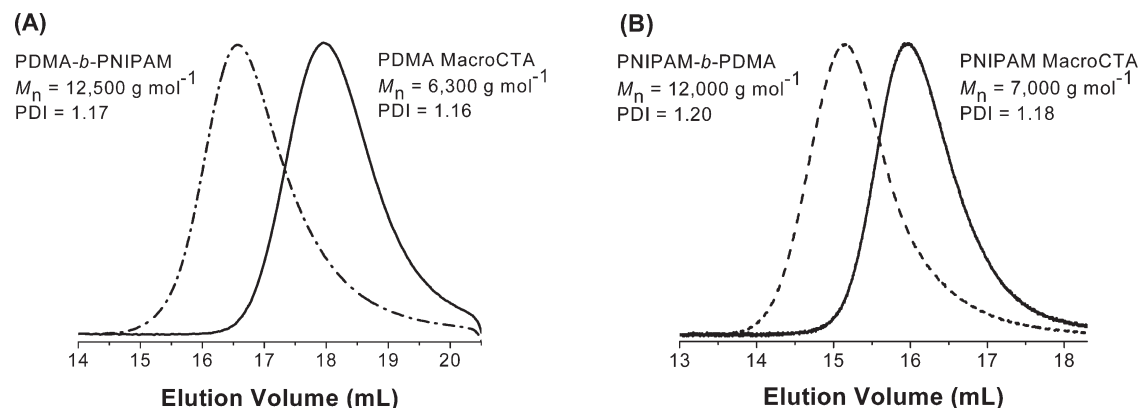 (A)
PDMA-b-PNIPAM
Mn = 12,500 g mol-1
PDI = 1.17
PDMA MacroCTA
Mn = 6,300 g mol-1
PDI = 1.16
14 15 16 17 18 19 20
Elution Volume (mL)
(B)
PNIPAM-b-PDMA
Mn = 12,000 g mol-1
PDI = 1.20
PNIPAM MacroCTA
Mn = 7,000 g mol-1
PDI = 1.18
13 14 15 16 17 18
Elution Volume (mL)